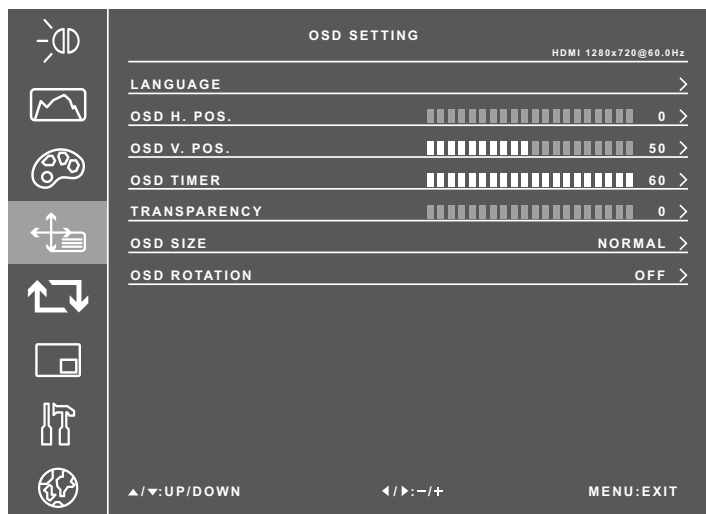 OSD SETTING
HDMI 1280x720@60.0Hz
LANGUAGE
OSD H. POS. 0
OSD V. POS. 50
OSD TIMER 60
TRANSPARENCY 0
OSD SIZE NORMAL
OSD ROTATION OFF
▲/▼:UP/DOWN ◀/▶:−/+ MENU:EXIT